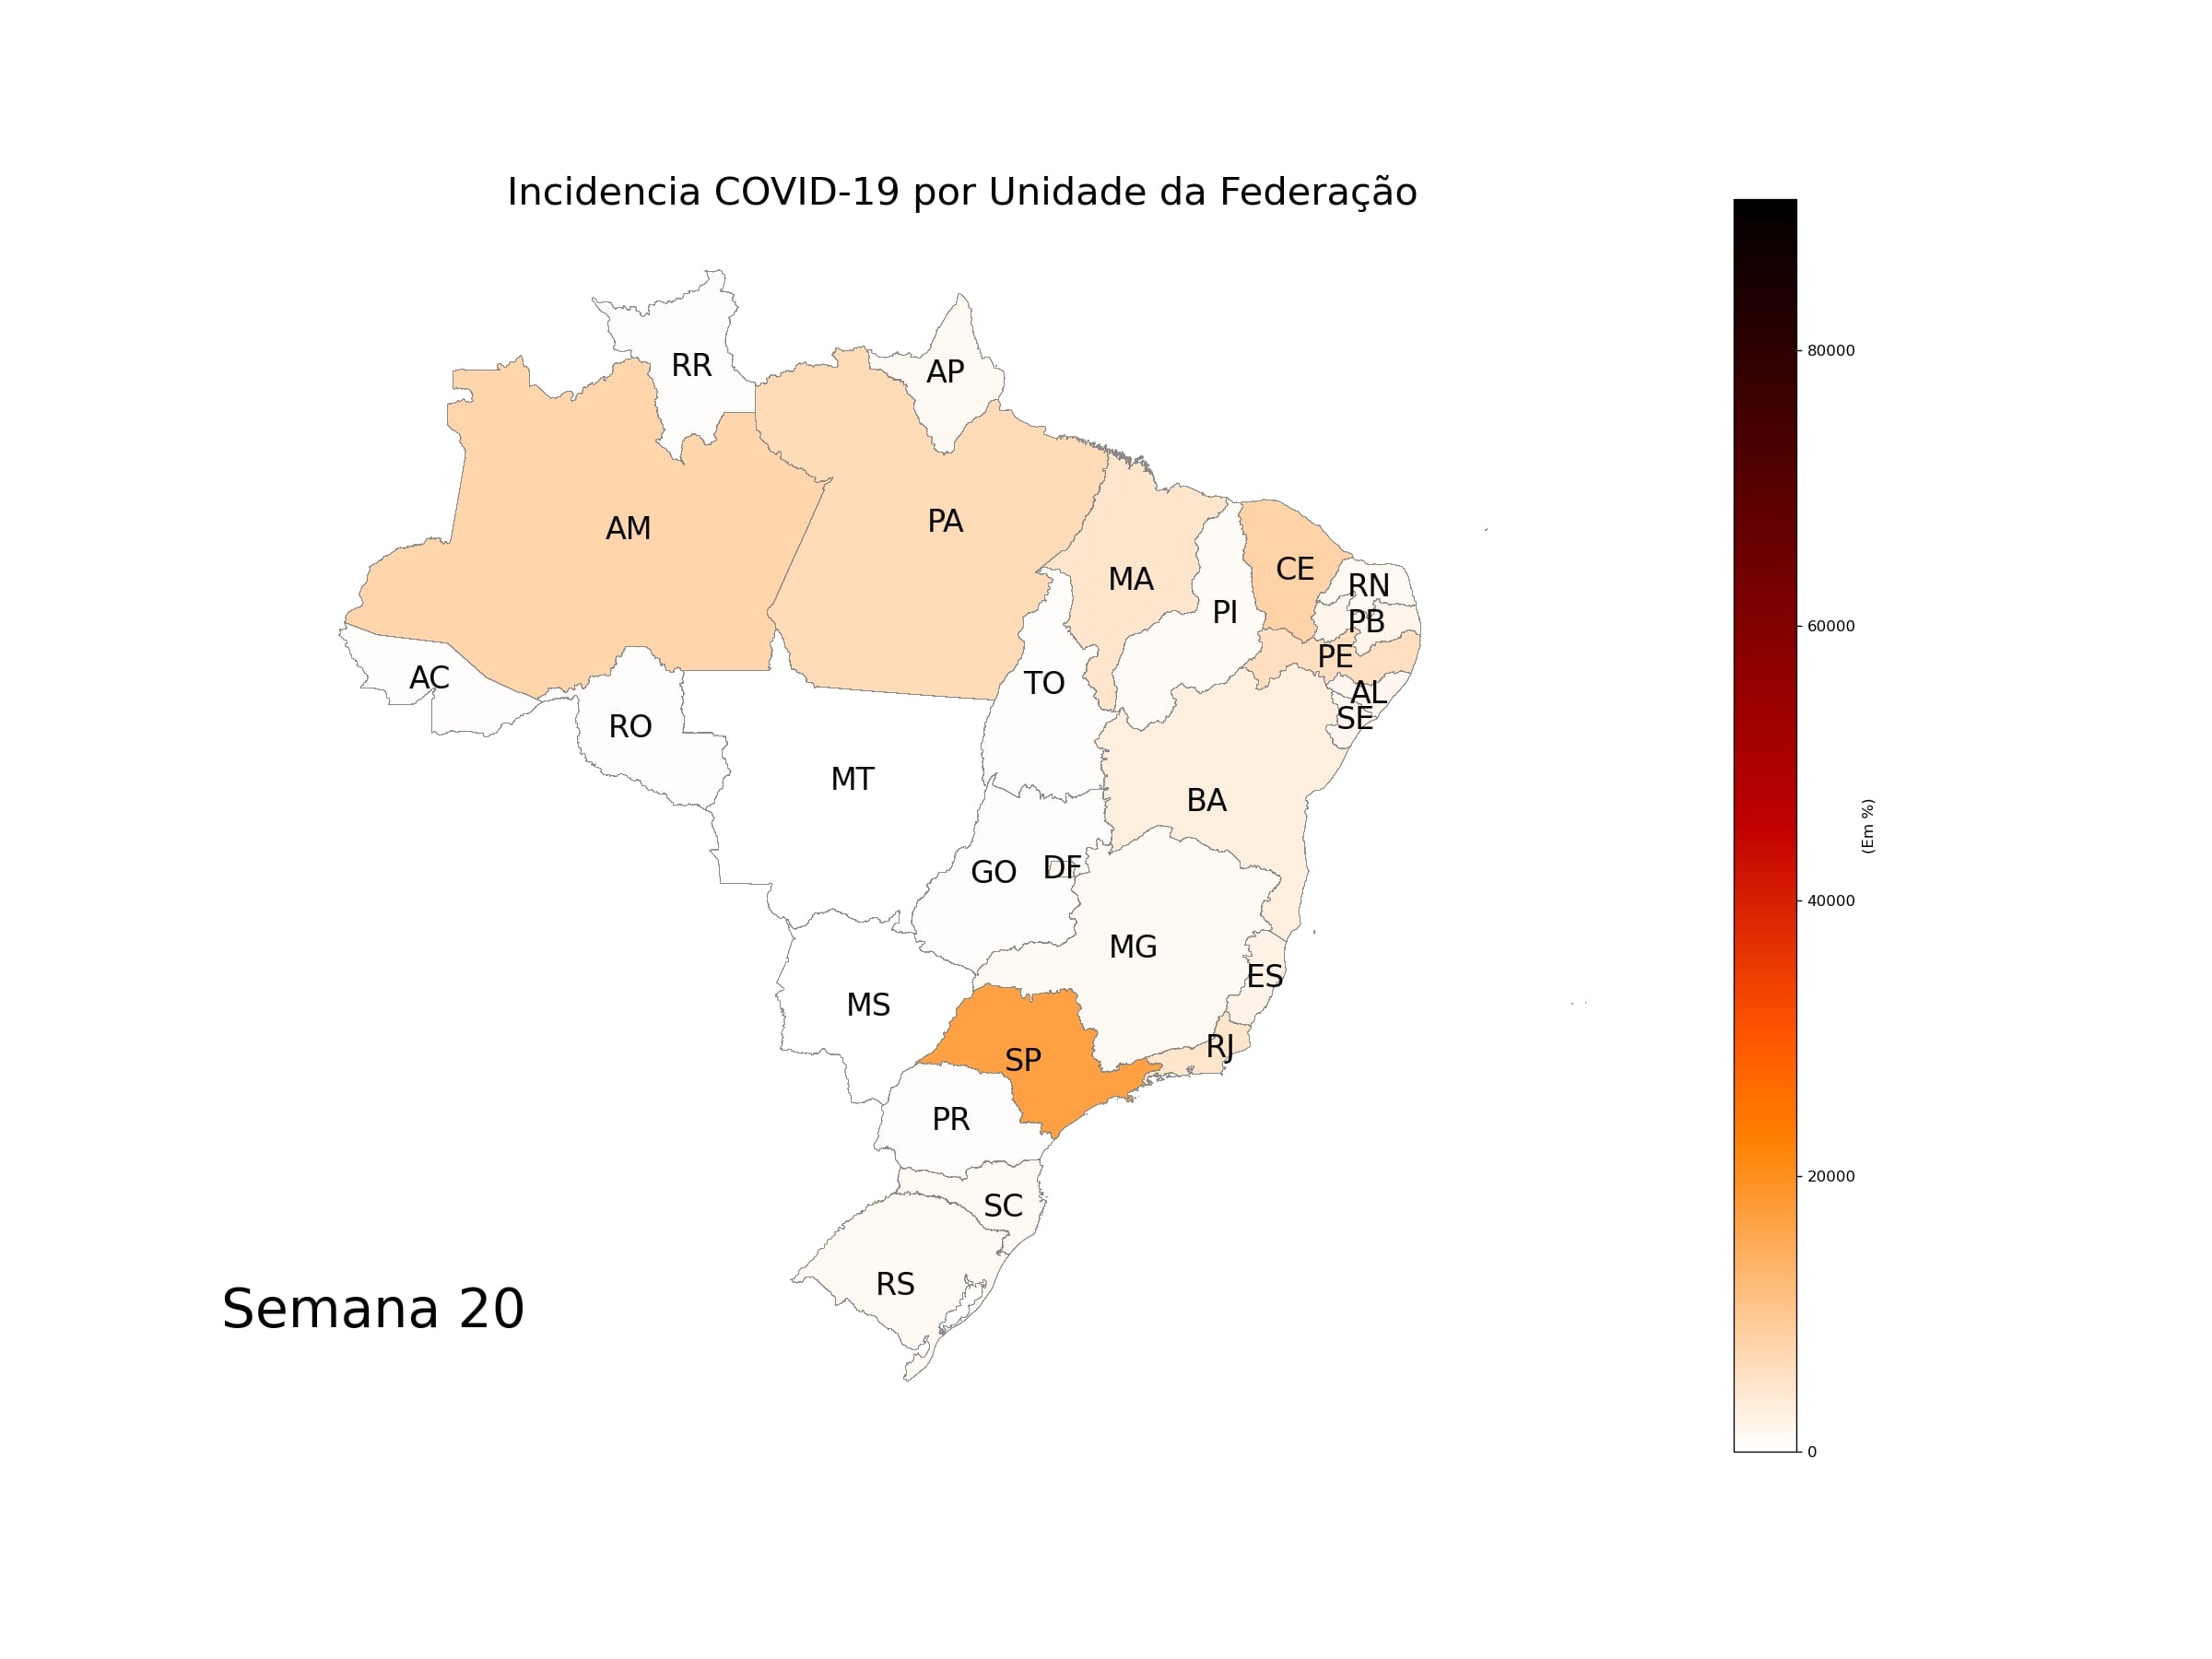 Incidencia COVID-19 por Unidade da Federação
RR
AP
AM
PA
MA
CE
RN
PI
PB
PE
AC
TO
AL
SE
RO
MT
BA
GO
DF
MG
ES
MS
RJ
SP
PR
SC
RS
Semana 20
80000
60000
(Em %)
40000
20000
0